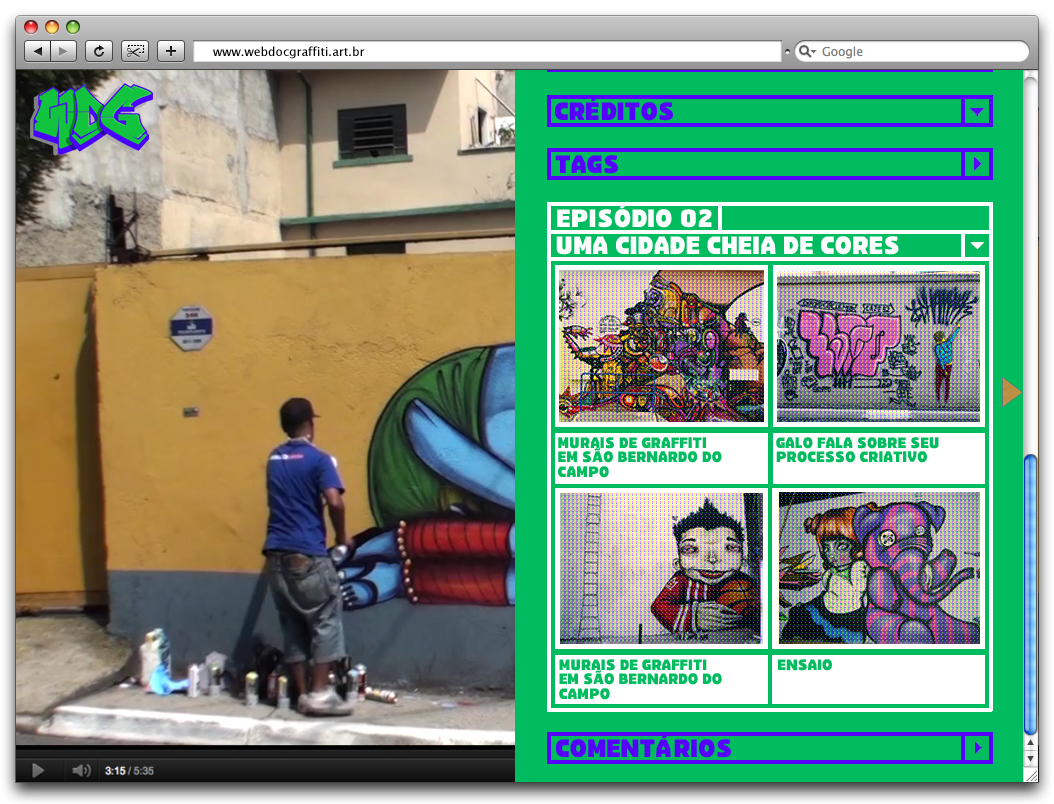 www.webdocgraffiti.art.br
Google
WDG
CRÉDITOS
TAGS
EPISÓDIO 02
UMA CIDADE CHEIA DE CORES
MURAIS DE GRAFFITI
EM SÃO BERNARDO DO
CAMPO
GALO FALA SOBRE SEU
PROCESSO CRIATIVO
MURAIS DE GRAFFITI
EM SÃO BERNARDO DO
CAMPO
ENSAIO
COMENTÁRIOS
3:15 / 5:35